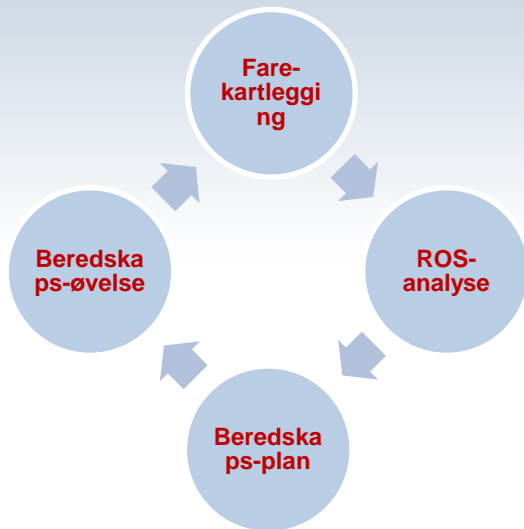 Fare-
kartleggi
ng
Beredska
ps-øvelse
ROS-
analyse
Beredska
ps-plan